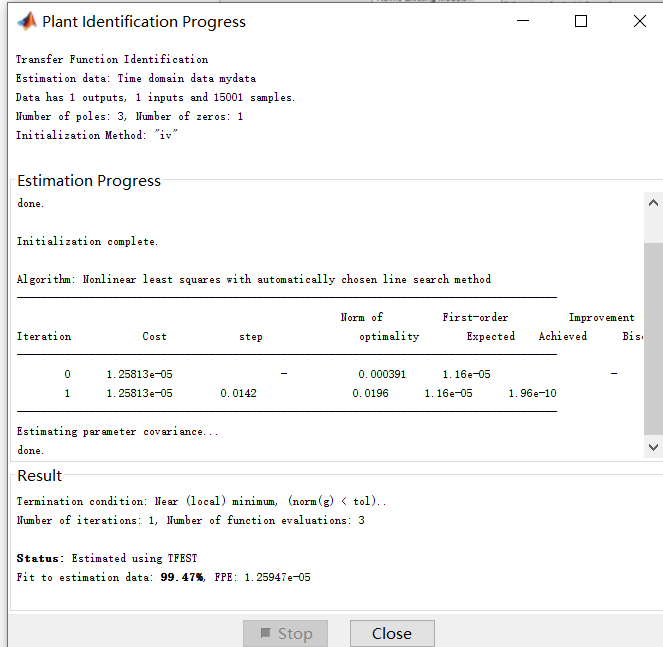 Plant Identification Progress
Transfer Function Identification
Estimation data: Time domain data mydata
Data has 1 outputs, 1 inputs and 15001 samples.
Number of poles: 3, Number of zeros: 1
Initialization Method: "iv"
Estimation Progress
done.
Initialization complete.
Algorithm: Nonlinear least squares with automatically chosen line search method
Norm of First-order Improvement
Iteration Cost step optimality Expected Achieved Bis
0 1.25813e-05 - 0.000391 1.16e-05 -
1 1.25813e-05 0.0142 0.0196 1.16e-05 1.96e-10
Estimating parameter covariance...
done.
Result
Termination condition: Near (local) minimum, (norm(g) < tol)..
Number of iterations: 1, Number of function evaluations: 3
Status: Estimated using TFEST
Fit to estimation data: 99.47%, FPE: 1.25947e-05
Stop Close